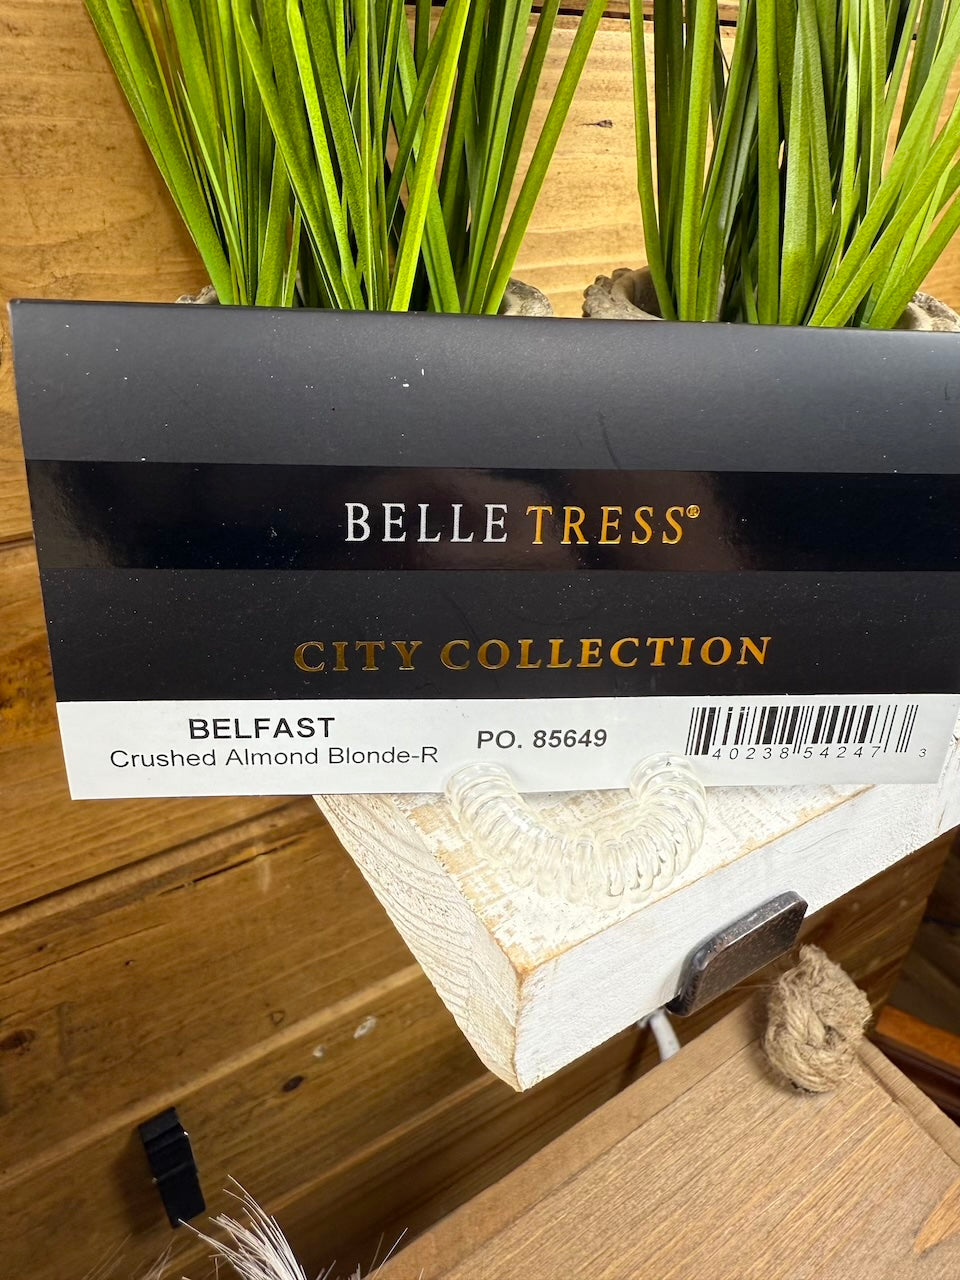 BELLE TRESS®
CITY COLLECTION
BELFAST
Crushed Almond Blonde-R
PO. 85649
40238 54247 3